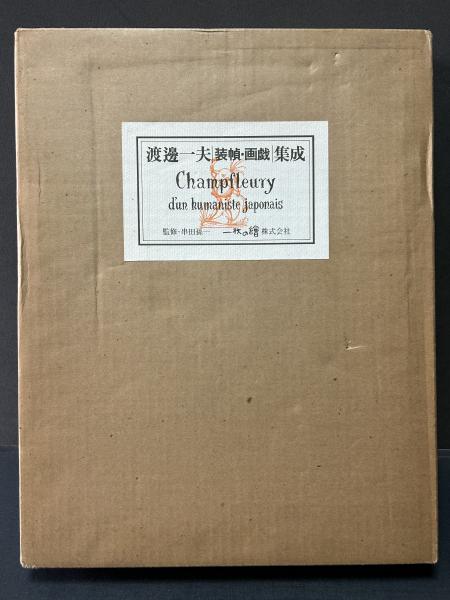 渡邊一夫 装幀・画戯 集成
Champfleury
d'un humaniste japonais
監修・串田孫一 一枚の繪株式会社